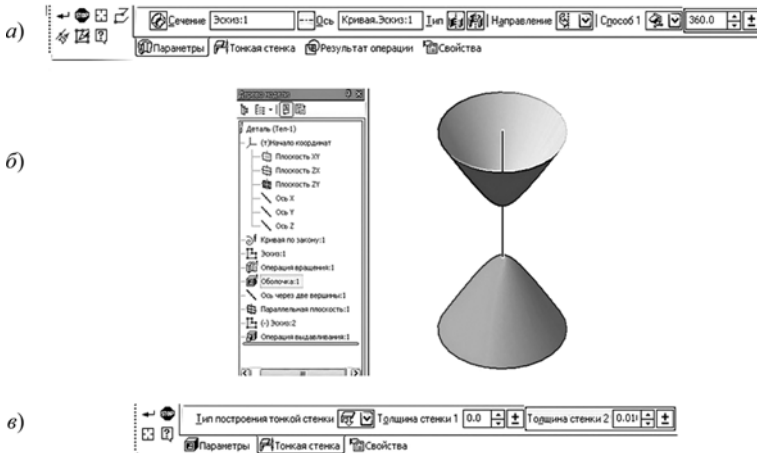 а)
Сечение Эскиз:1 Ось Кривая.Эскиз:1 Тип Направление Способ 1 360.0
Параметры Тонкая стенка Результат операции Свойства
б)
Деталь (Тел-1)
(т)Начало координат
Плоскость XY
Плоскость ZX
Плоскость ZY
Ось X
Ось Y
Ось Z
Кривая по закону:1
Эскиз:1
Операция вращения:1
Оболочка:1
Ось через две вершины:1
Параллельная плоскость:1
(-) Эскиз:2
Операция выдавливания:1
в)
Тип построения тонкой стенки Толщина стенки 1 0.0 Толщина стенки 2
Параметры Тонкая стенка Свойства